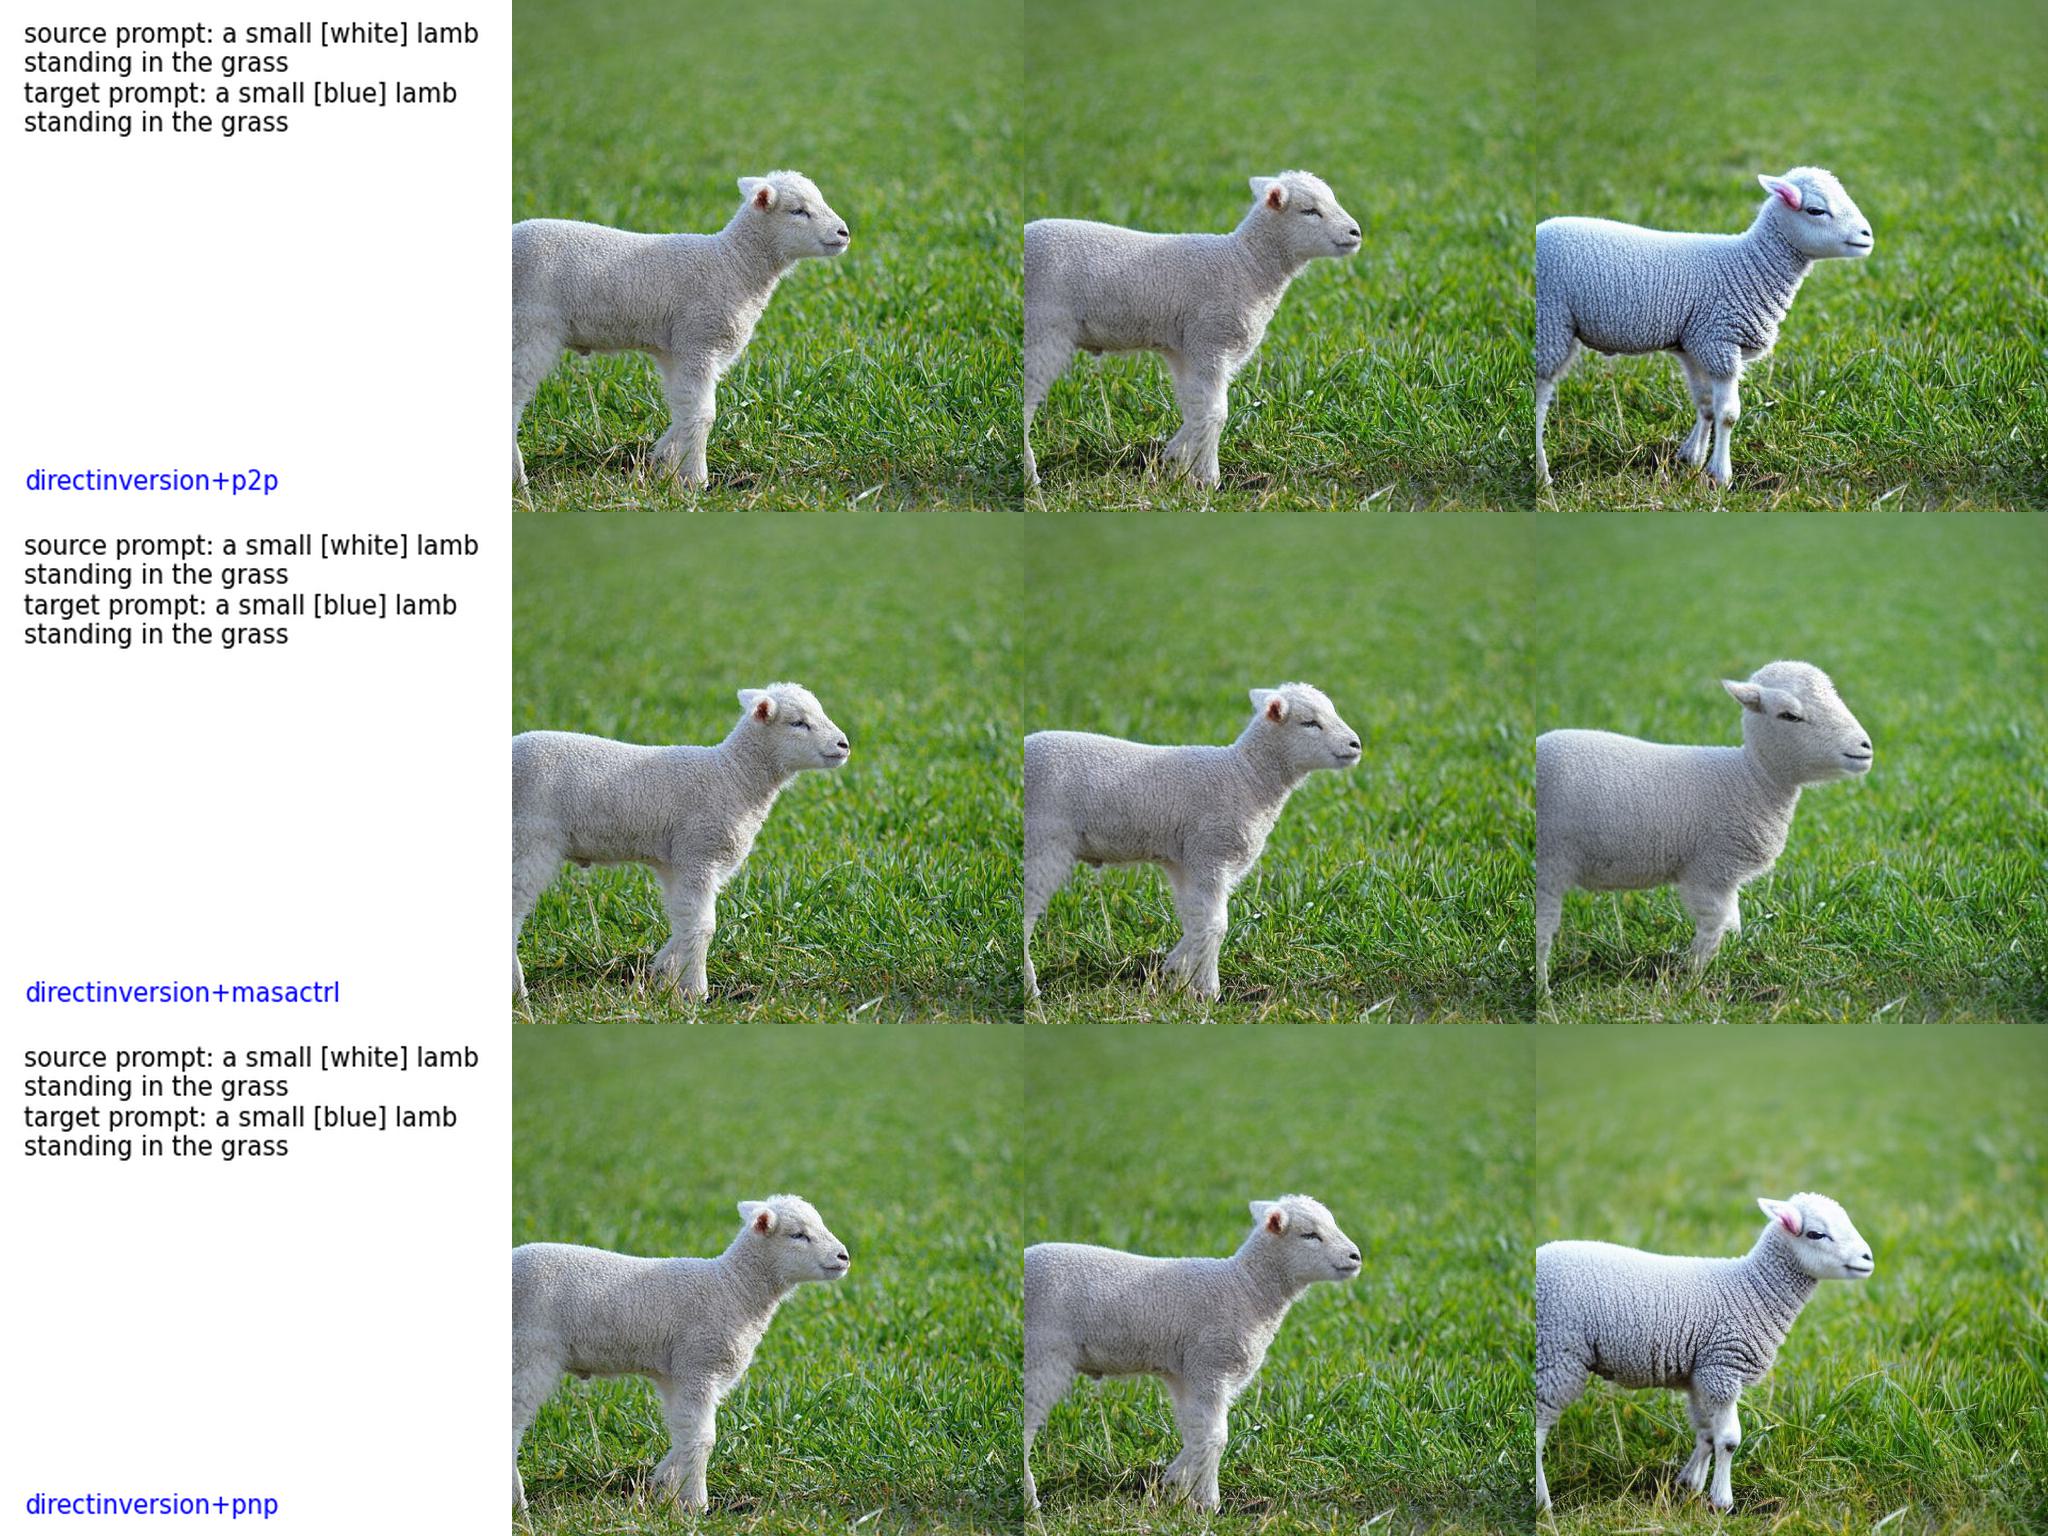 source prompt: a small [white] lamb
standing in the grass
target prompt: a small [blue] lamb
standing in the grass
directinversion+p2p
source prompt: a small [white] lamb
standing in the grass
target prompt: a small [blue] lamb
standing in the grass
directinversion+masactrl
source prompt: a small [white] lamb
standing in the grass
target prompt: a small [blue] lamb
standing in the grass
directinversion+pnp